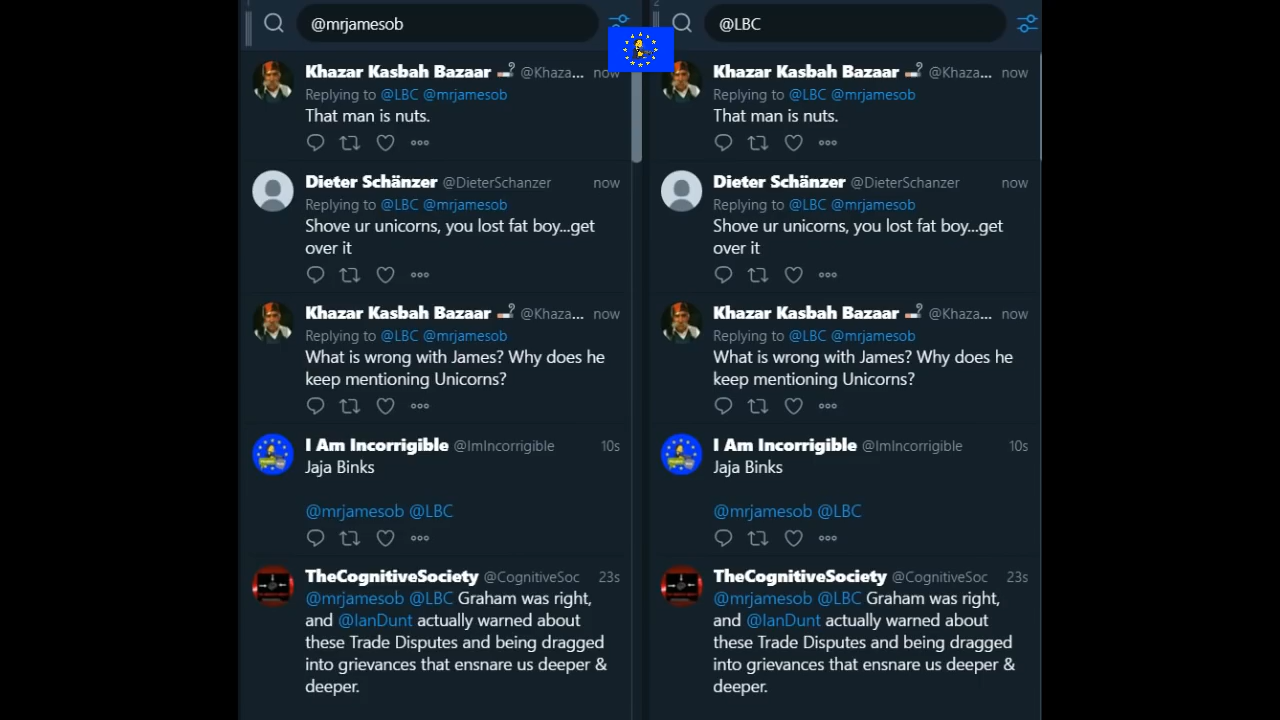 1
@mrjamesob
Khazar Kasbah Bazaar @Khaza... now
Replying to @LBC @mrjamesob
That man is nuts.
Dieter Schänzer @DieterSchanzer now
Replying to @LBC @mrjamesob
Shove ur unicorns, you lost fat boy...get
over it
Khazar Kasbah Bazaar @Khaza... now
Replying to @LBC @mrjamesob
What is wrong with James? Why does he
keep mentioning Unicorns?
I Am Incorrigible @ImIncorrigible 10s
Jaja Binks
@mrjamesob @LBC
TheCognitiveSociety @CognitiveSoc 23s
@mrjamesob @LBC Graham was right,
and @IanDunt actually warned about
these Trade Disputes and being dragged
into grievances that ensnare us deeper &
deeper.
2
@LBC
Khazar Kasbah Bazaar @Khaza... now
Replying to @LBC @mrjamesob
That man is nuts.
Dieter Schänzer @DieterSchanzer now
Replying to @LBC @mrjamesob
Shove ur unicorns, you lost fat boy...get
over it
Khazar Kasbah Bazaar @Khaza... now
Replying to @LBC @mrjamesob
What is wrong with James? Why does he
keep mentioning Unicorns?
I Am Incorrigible @ImIncorrigible 10s
Jaja Binks
@mrjamesob @LBC
TheCognitiveSociety @CognitiveSoc 23s
@mrjamesob @LBC Graham was right,
and @IanDunt actually warned about
these Trade Disputes and being dragged
into grievances that ensnare us deeper &
deeper.